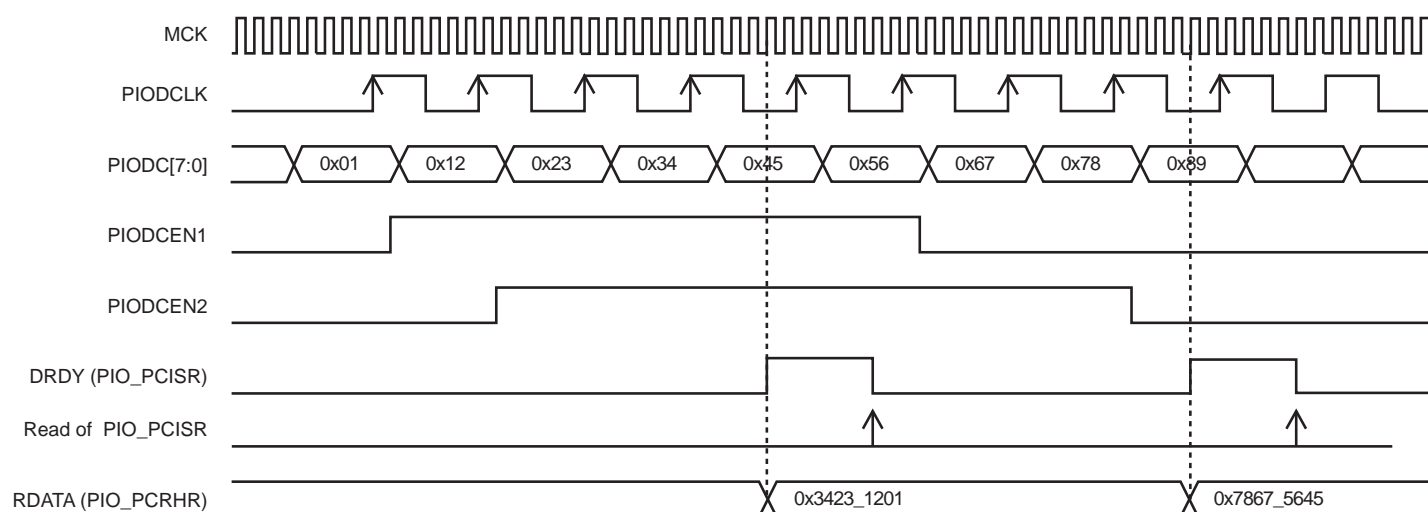 MCK
PIODCLK
PIODC[7:0] 0x01 0x12 0x23 0x34 0x45 0x56 0x67 0x78 0x89
PIODCEN1
PIODCEN2
DRDY (PIO_PCISR)
Read of PIO_PCISR
RDATA (PIO_PCRHR) 0x3423_1201 0x7867_5645